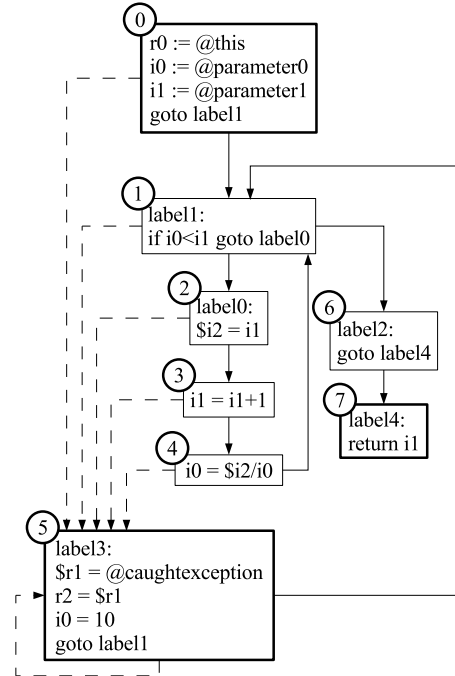 0
r0 := @this
i0 := @parameter0
i1 := @parameter1
goto label1
1
label1:
if i0<i1 goto label0
2
label0:
$i2 = i1
3
i1 = i1+1
4
i0 = $i2/i0
6
label2:
goto label4
7
label4:
return i1
5
label3:
$r1 = @caughtexception
r2 = $r1
i0 = 10
goto label1